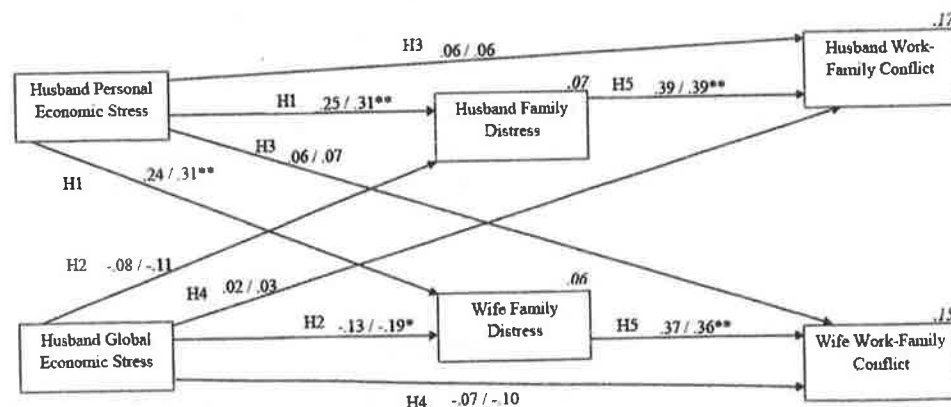 .17
H3 .06 / .06
Husband Work-
Family Conflict
Husband Personal
Economic Stress
H1 .25 / .31**
.07
H5 .39 / .39**
Husband Family
Distress
H3
.06 / .07
.24 / .31**
H1
H2 -.08 / -.11
H4 .02 / .03
.06
Wife Family
Distress
.15
Husband Global
Economic Stress
H2 -.13 / -.19*
H5 .37 / .36**
Wife Work-Family
Conflict
H4 -.07 / -.10